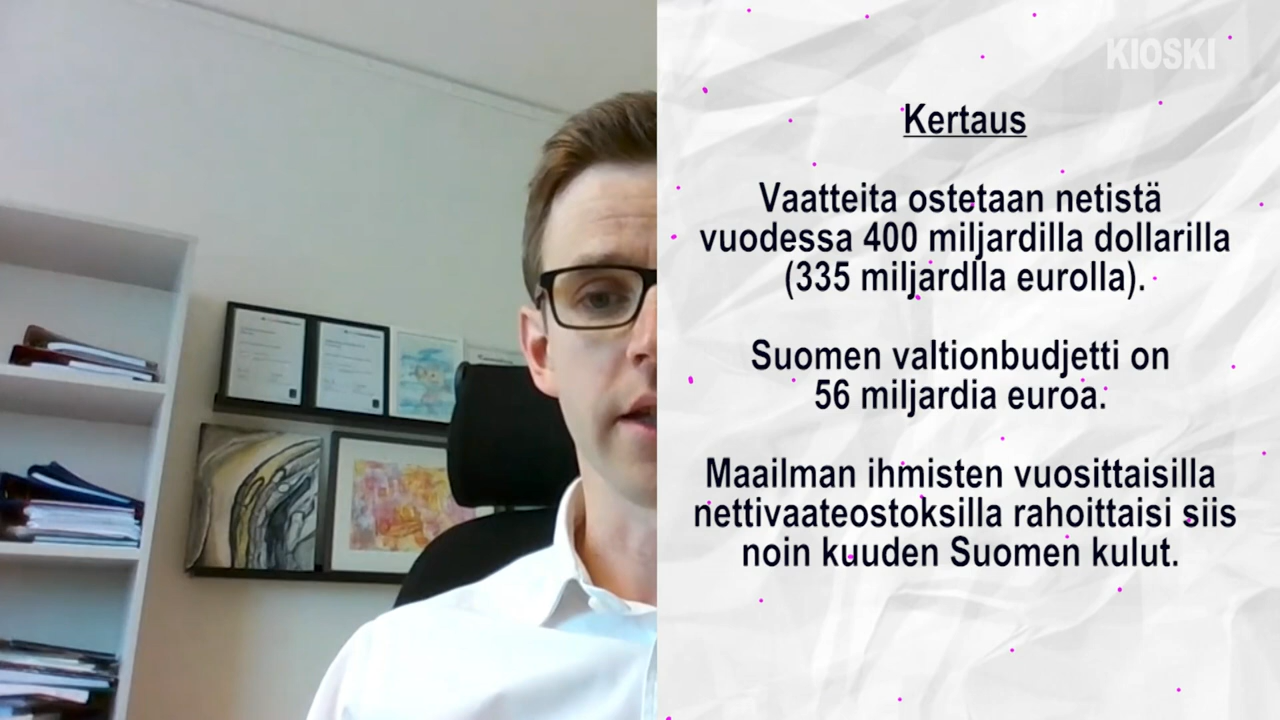 KIOSKI
Kertaus
Vaatteita ostetaan netistä
vuodessa 400 miljardilla dollarilla
(335 miljardlla eurolla).
Suomen valtionbudjetti on
56 miljardia euroa.
Maailman ihmisten vuosittaisilla
nettivaateostoksilla rahoittaisi siis
noin kuuden Suomen kulut.